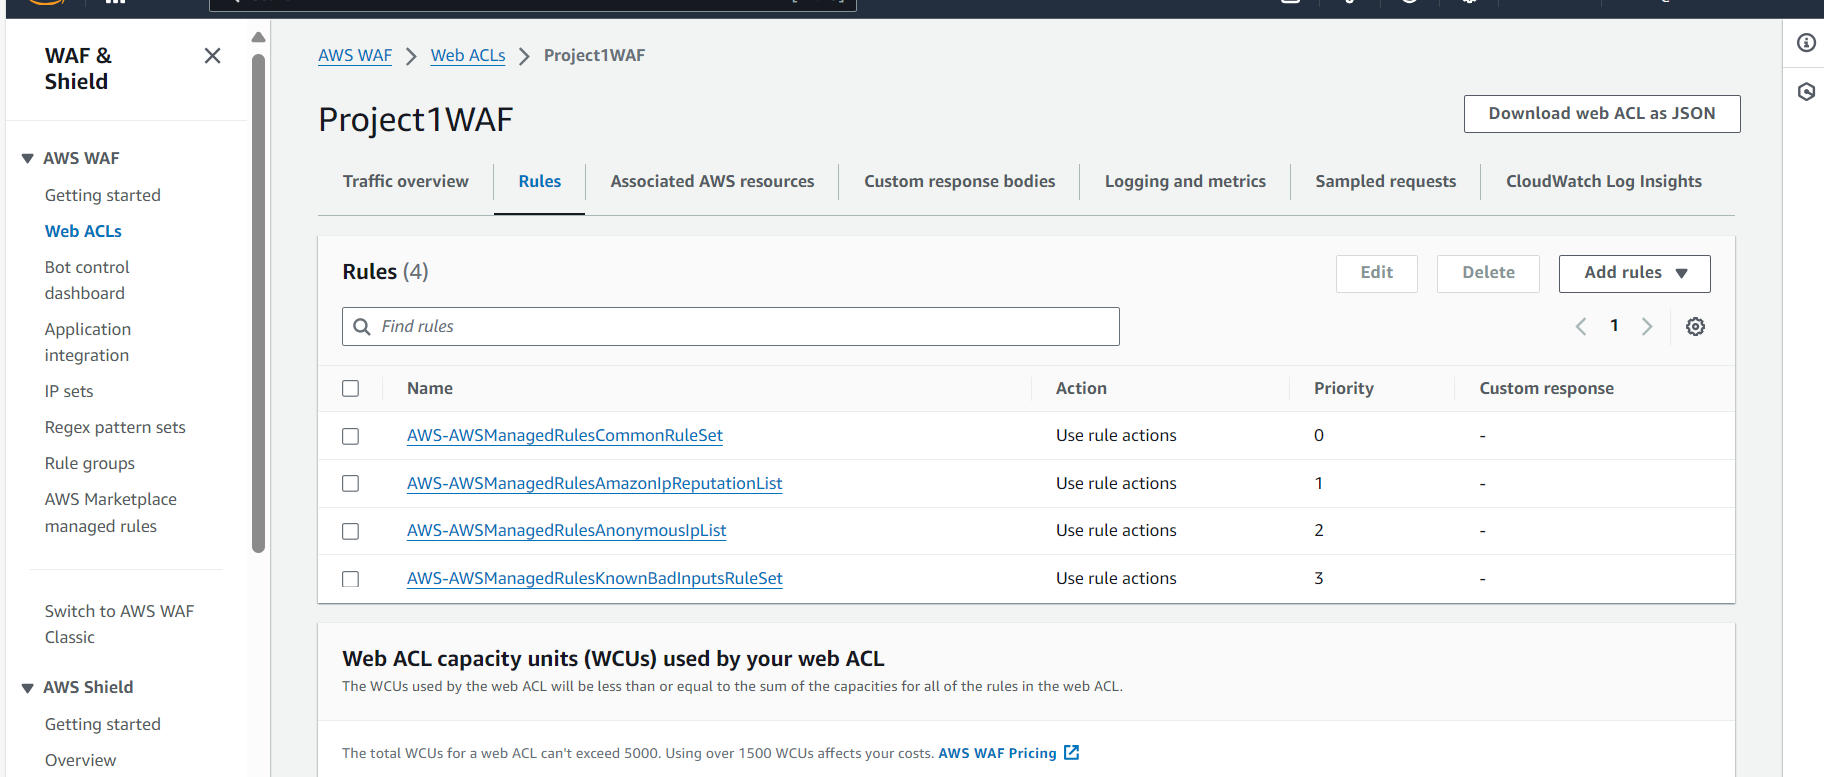 WAF &
Shield
AWS WAF
Getting started
Web ACLs
Bot control
dashboard
Application
integration
IP sets
Regex pattern sets
Rule groups
AWS Marketplace
managed rules
Switch to AWS WAF
Classic
AWS Shield
Getting started
Overview
AWS WAF > Web ACLs > Project1WAF
Project1WAF
Download web ACL as JSON
Traffic overview
Rules
Associated AWS resources
Custom response bodies
Logging and metrics
Sampled requests
CloudWatch Log Insights
Rules (4)
Edit
Delete
Add rules
Find rules
1
Name Action Priority Custom response
AWS-AWSManagedRulesCommonRuleSet Use rule actions 0 -
AWS-AWSManagedRulesAmazonIpReputationList Use rule actions 1 -
AWS-AWSManagedRulesAnonymousIpList Use rule actions 2 -
AWS-AWSManagedRulesKnownBadInputsRuleSet Use rule actions 3 -
Web ACL capacity units (WCUs) used by your web ACL
The WCUs used by the web ACL will be less than or equal to the sum of the capacities for all of the rules in the web ACL.
The total WCUs for a web ACL can't exceed 5000. Using over 1500 WCUs affects your costs. AWS WAF Pricing